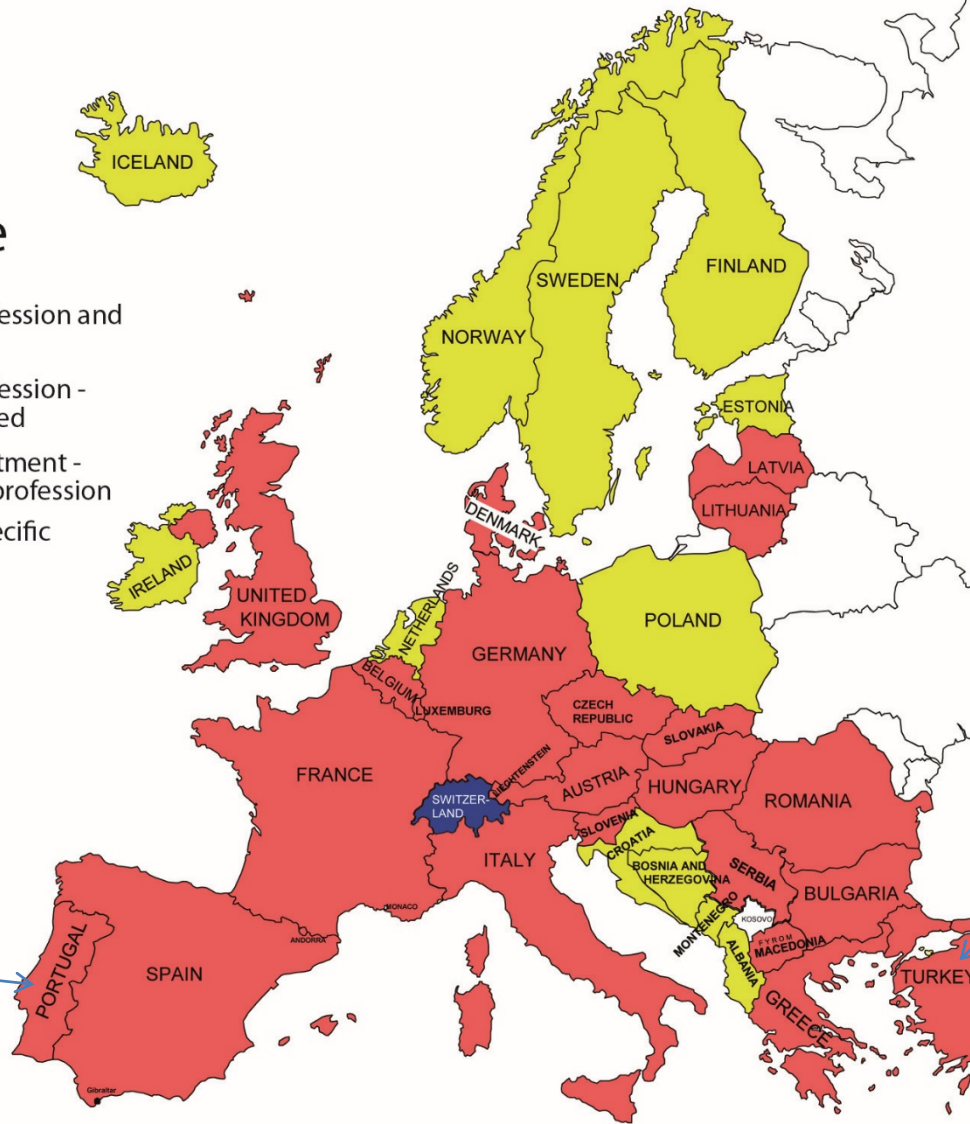 ICELAND
e
ession and
ession -
ed
tment -
profession
ecific
NORWAY
SWEDEN
FINLAND
ESTONIA
LATVIA
LITHUANIA
DENMARK
IRELAND
UNITED
KINGDOM
NETHERLANDS
BELGIUM
LUXEMBURG
GERMANY
POLAND
CZECH
REPUBLIC
SLOVAKIA
LIECHTENSTEIN
AUSTRIA
HUNGARY
ROMANIA
FRANCE
SWITZER-
LAND
ITALY
SLOVENIA
CROATIA
BOSNIA AND
HERZEGOVINA
SERBIA
BULGARIA
MONTENEGRO
KOSOVO
FYROM
MACEDONIA
ALBANIA
GREECE
TURKEY
MONACO
ANDORRA
PORTUGAL
SPAIN
Gibraltar